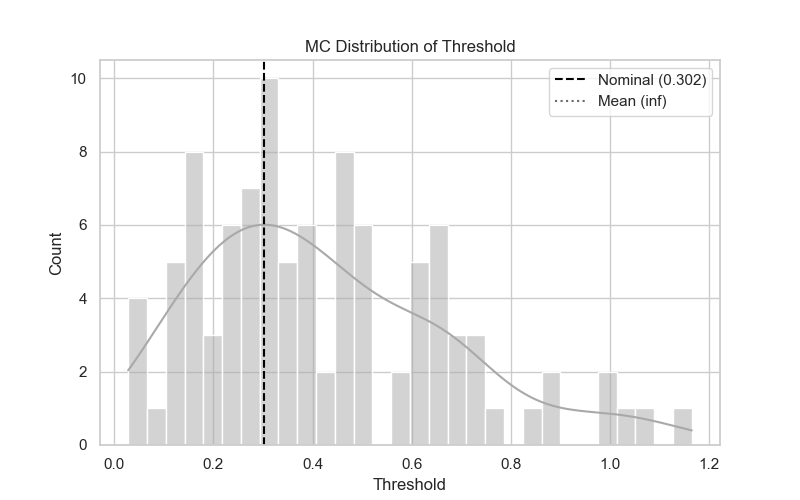 MC Distribution of Threshold
Nominal (0.302)
Mean (inf)
10
8
6
4
2
0
Count
0.0 0.2 0.4 0.6 0.8 1.0 1.2
Threshold